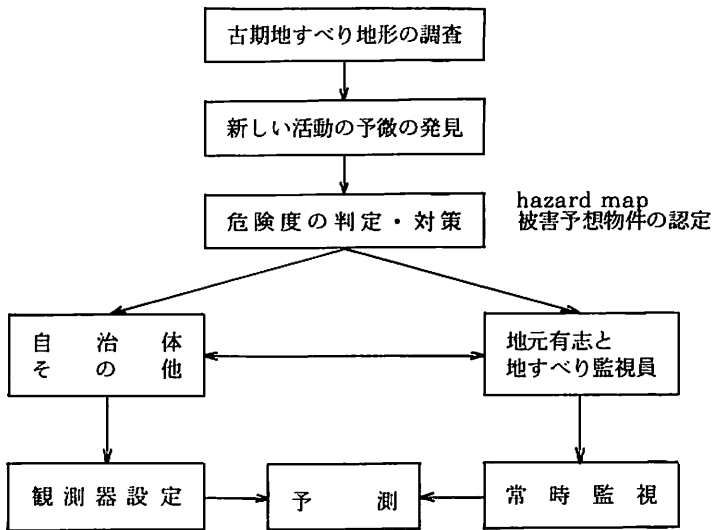 古期地すべり地形の調査
新しい活動の予徴の発見
危険度の判定・対策
hazard map
被害予想物件の認定
自治体
その他
地元有志と
地すべり監視員
観測器設定
予測
常時監視